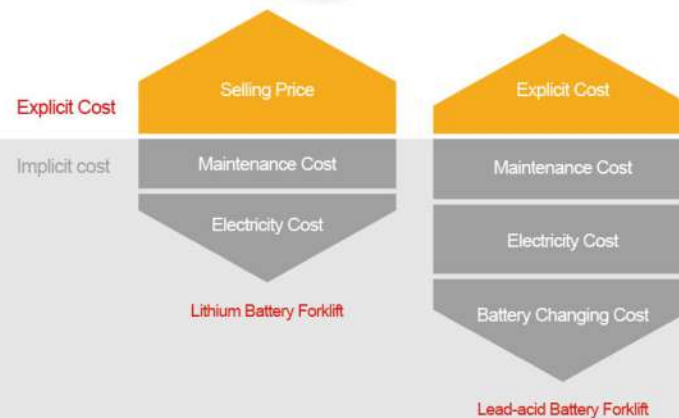 Explicit Cost
Selling Price
Explicit Cost
Implicit cost
Maintenance Cost
Maintenance Cost
Electricity Cost
Electricity Cost
Lithium Battery Forklift
Battery Changing Cost
Lead-acid Battery Forklift